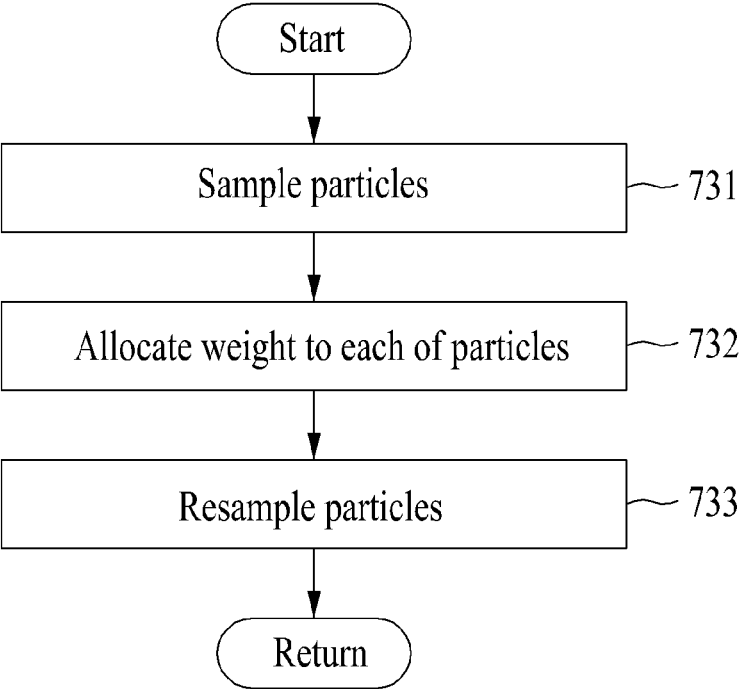 Start
Sample particles
731
Allocate weight to each of particles
732
Resample particles
733
Return